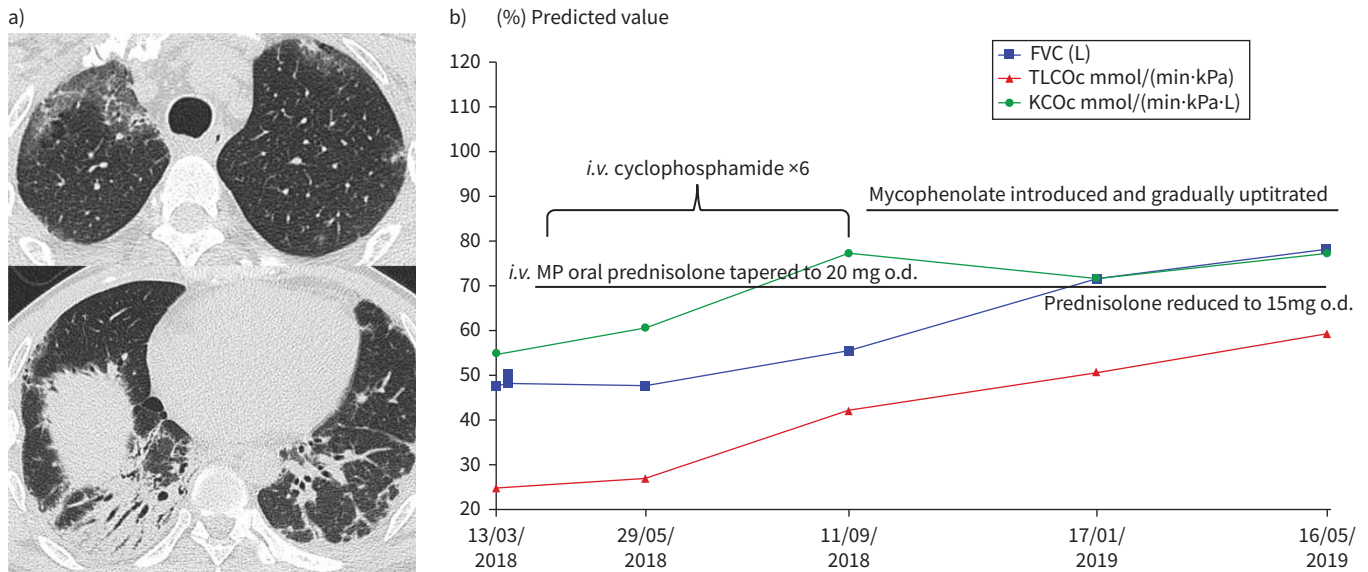 a)
b) (%) Predicted value
FVC (L)
TLCOc mmol/(min·kPa)
KCOc mmol/(min·kPa·L)
120
110
100
90
80
70
60
50
40
30
20
i.v. cyclophosphamide ×6
Mycophenolate introduced and gradually uptitrated
i.v. MP oral prednisolone tapered to 20 mg o.d.
Prednisolone reduced to 15mg o.d.
13/03/
2018
29/05/
2018
11/09/
2018
17/01/
2019
16/05/
2019